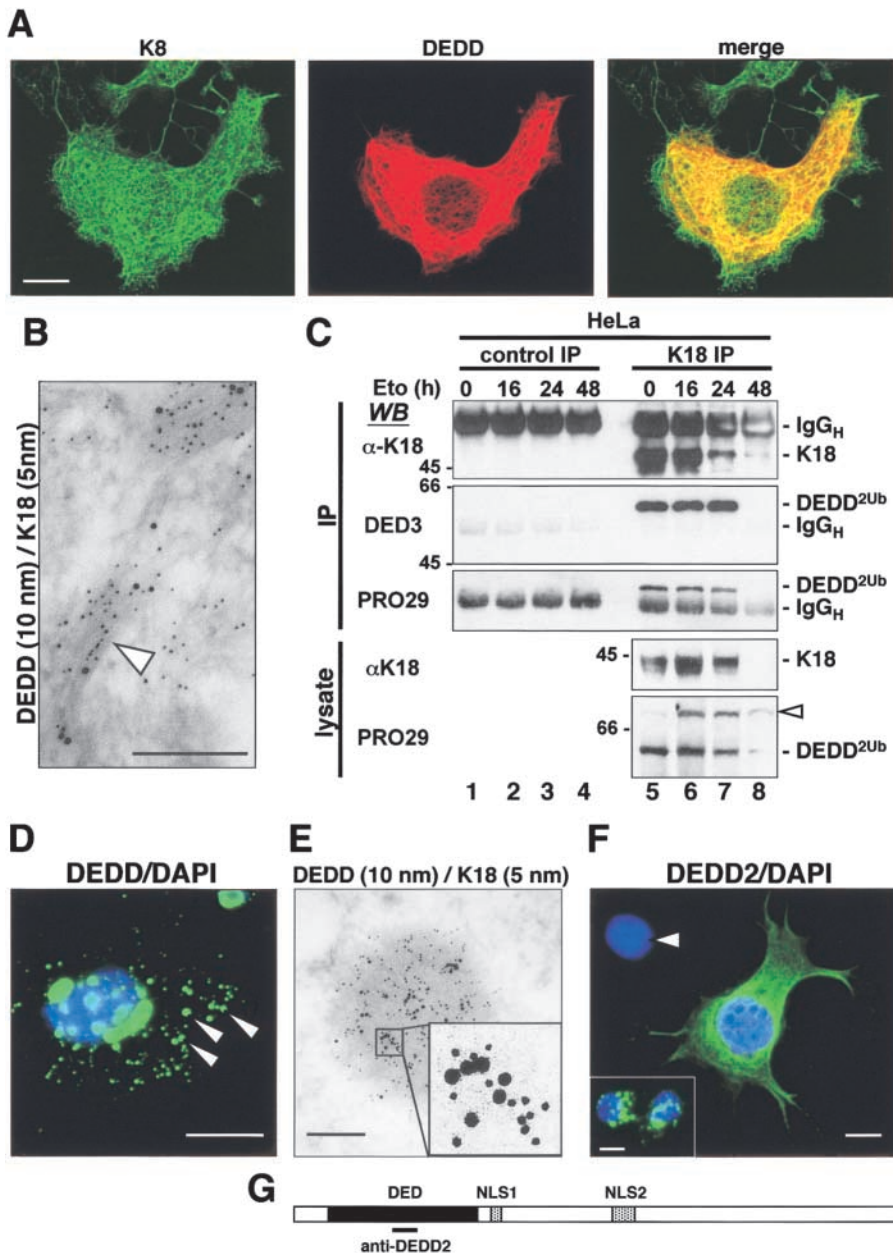 A
K8 DEDD merge
B
DEDD (10 nm) / K18 (5nm)
C
HeLa
control IP K18 IP
Eto (h) 0 16 24 48 0 16 24 48
IP
WB
α-K18
45 -
- IgGH
- K18
66 -
DED3
45 -
- DEDD2Ub
- IgGH
PRO29
- DEDD2Ub
- IgGH
lysate
αK18
45 -
- K18
PRO29
66 -
- DEDD2Ub
1 2 3 4 5 6 7 8
D
DEDD/DAPI
E
DEDD (10 nm) / K18 (5 nm)
F
DEDD2/DAPI
G
DED NLS1 NLS2
anti-DEDD2